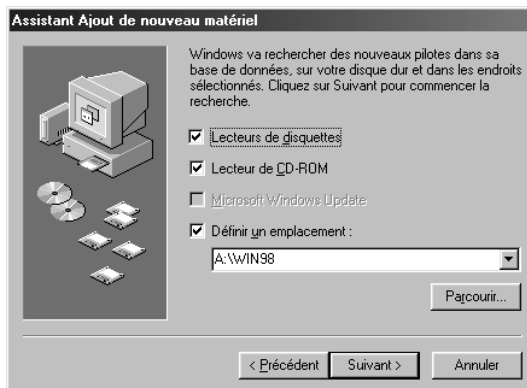 Assistant Ajout de nouveau matériel
Windows va rechercher des nouveaux pilotes dans sa
base de données, sur votre disque dur et dans les endroits
sélectionnés. Cliquez sur Suivant pour commencer la
recherche.
Lecteurs de disquettes
Lecteur de CD-ROM
Microsoft Windows Update
Définir un emplacement :
A:\WIN98
Parcourir...
< Précédent
Suivant >
Annuler